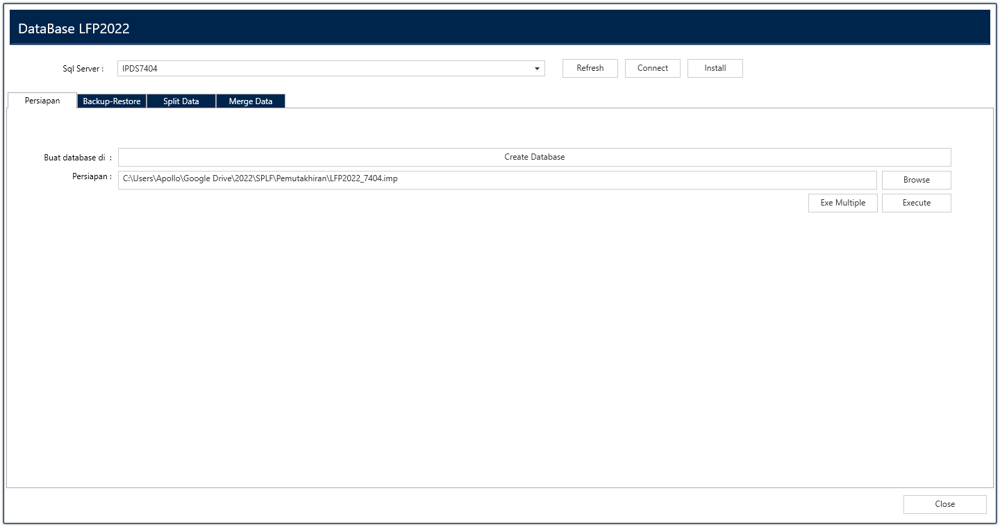 DataBase LFP2022
Sql Server : IPDS7404 Refresh Connect Install
Persiapan Backup-Restore Split Data Merge Data
Buat database di : Create Database
Persiapan : C:\Users\Apollo\Google Drive\2022\SPLF\Pemutakhiran\LFP2022_7404.imp Browse
Exe Multiple Execute
Close